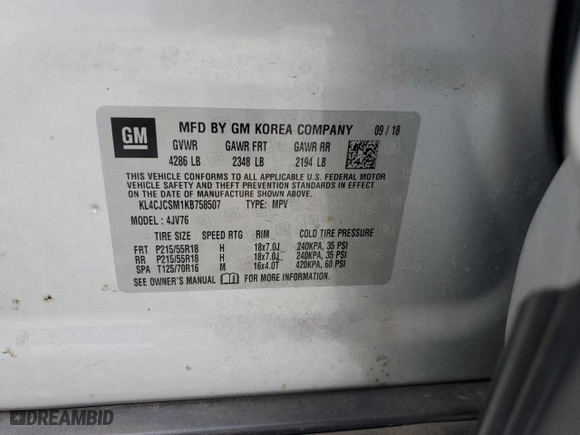 GM
MFD BY GM KOREA COMPANY 09/18
GVWR GAWR FRT GAWR RR
4286 LB 2348 LB 2194 LB
THIS VEHICLE CONFORMS TO ALL APPLICABLE U.S. FEDERAL MOTOR
VEHICLE SAFETY, BUMPER, AND THEFT PREVENTION STANDARDS IN EFFECT
ON THE DATE OF MANUFACTURE SHOWN ABOVE.
KL4CJCSM1KB758507 TYPE: MPV
MODEL: 4JV76
TIRE SIZE SPEED RTG RIM COLD TIRE PRESSURE
FRT P215/55R18 H 18x7.0J 240KPA, 35 PSI
RR P215/55R18 H 18x7.0J 240KPA, 35 PSI
SPA T125/70R16 M 16x4.0T 420KPA, 60 PSI
SEE OWNER'S MANUAL FOR MORE INFORMATION.
DREAMBID